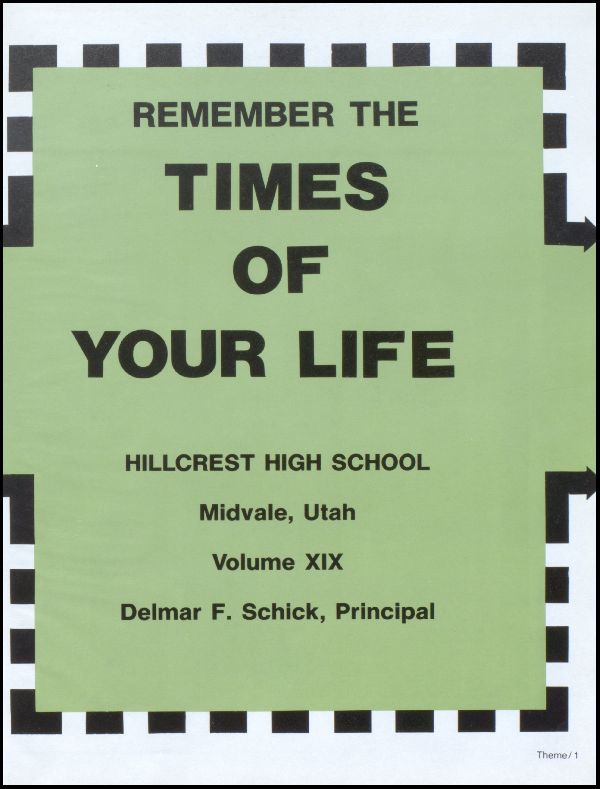 REMEMBER THE
TIMES
OF
YOUR LIFE
HILLCREST HIGH SCHOOL
Midvale, Utah
Volume XIX
Delmar F. Schick, Principal
Theme/1